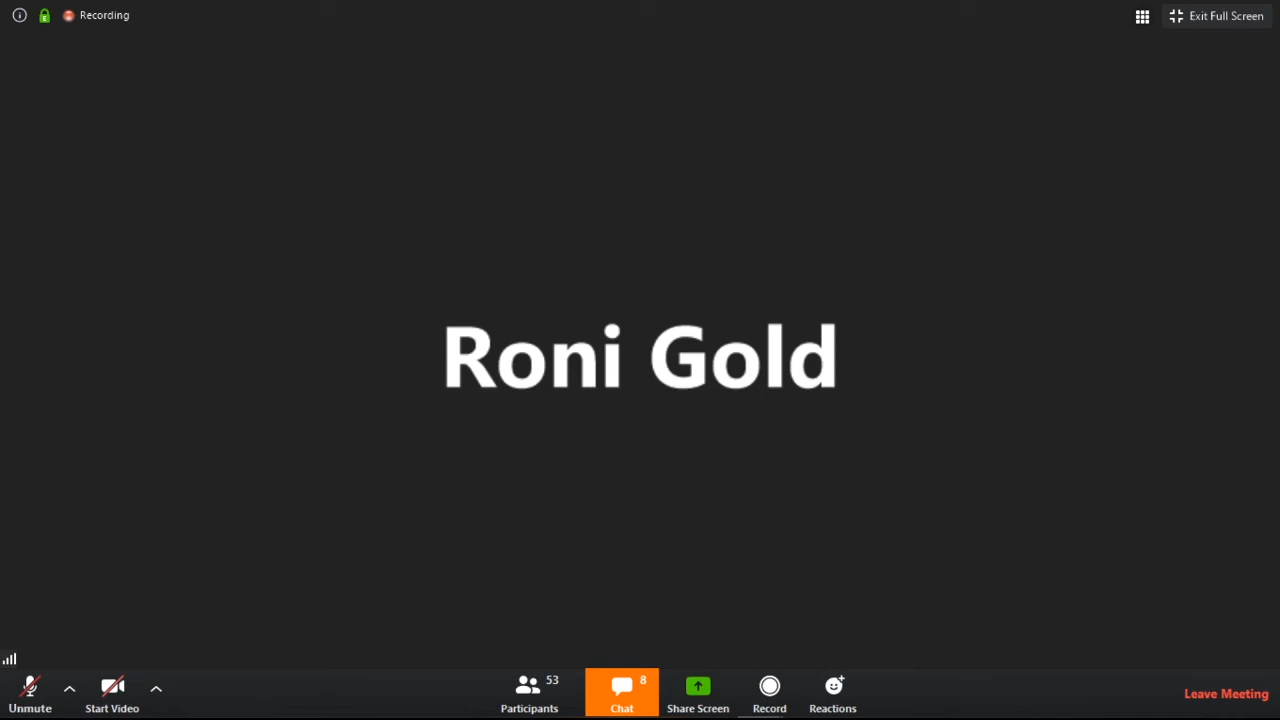 Recording
Exit Full Screen
Roni Gold
Unmute
Start Video
53
Participants
8
Chat
Share Screen
Record
Reactions
Leave Meeting